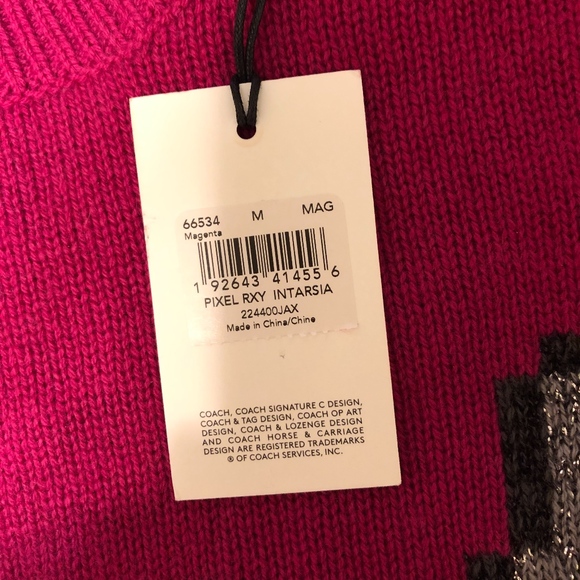 66534 M MAG
Magenta
1 92643 41455 6
PIXEL RXY INTARSIA
224400JAX
Made in China/Chine
COACH, COACH SIGNATURE C DESIGN,
COACH & TAG DESIGN, COACH OP ART
DESIGN, COACH & LOZENGE DESIGN
AND COACH HORSE & CARRIAGE
DESIGN ARE REGISTERED TRADEMARKS
® OF COACH SERVICES, INC.